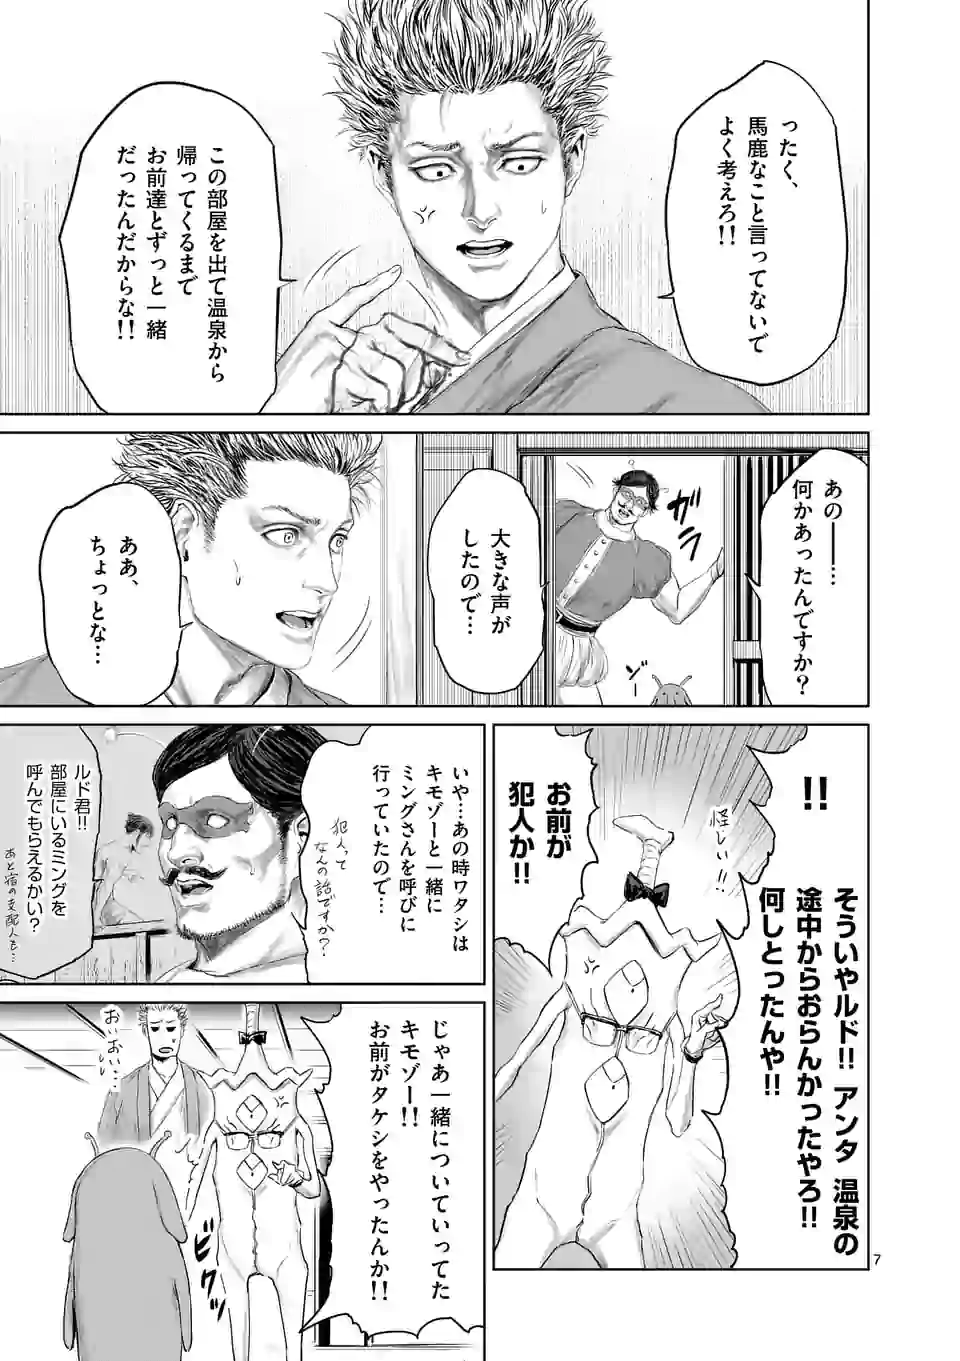 ったく、
馬鹿なこと言ってないで
よく考えろ!!
この部屋を出て温泉から
帰ってくるまで
お前達とずっと一緒
だったんだからな!!
あのー…
何かあったんですか?
ガラ
ゾー
大きな声が
したので…
ああ、
ちょっとな…
!!
そういやルド!! アンタ 温泉の
途中からおらんかったやろ!!
何しとったんや!!
怪しい…!!
お前が
犯人か!!
いや…あの時ワタシは
キモゾーと一緒に
ミングさんを呼びに
行っていたので…
犯人って
なんの話ですか?
ルド君!!
部屋にいるミングを
呼んでもらえるかい?
あと宿の支配人も…
じゃあ一緒についていってた
キモゾー!!
お前がタケシをやったんか!!
おいおい…
ビクッ
7